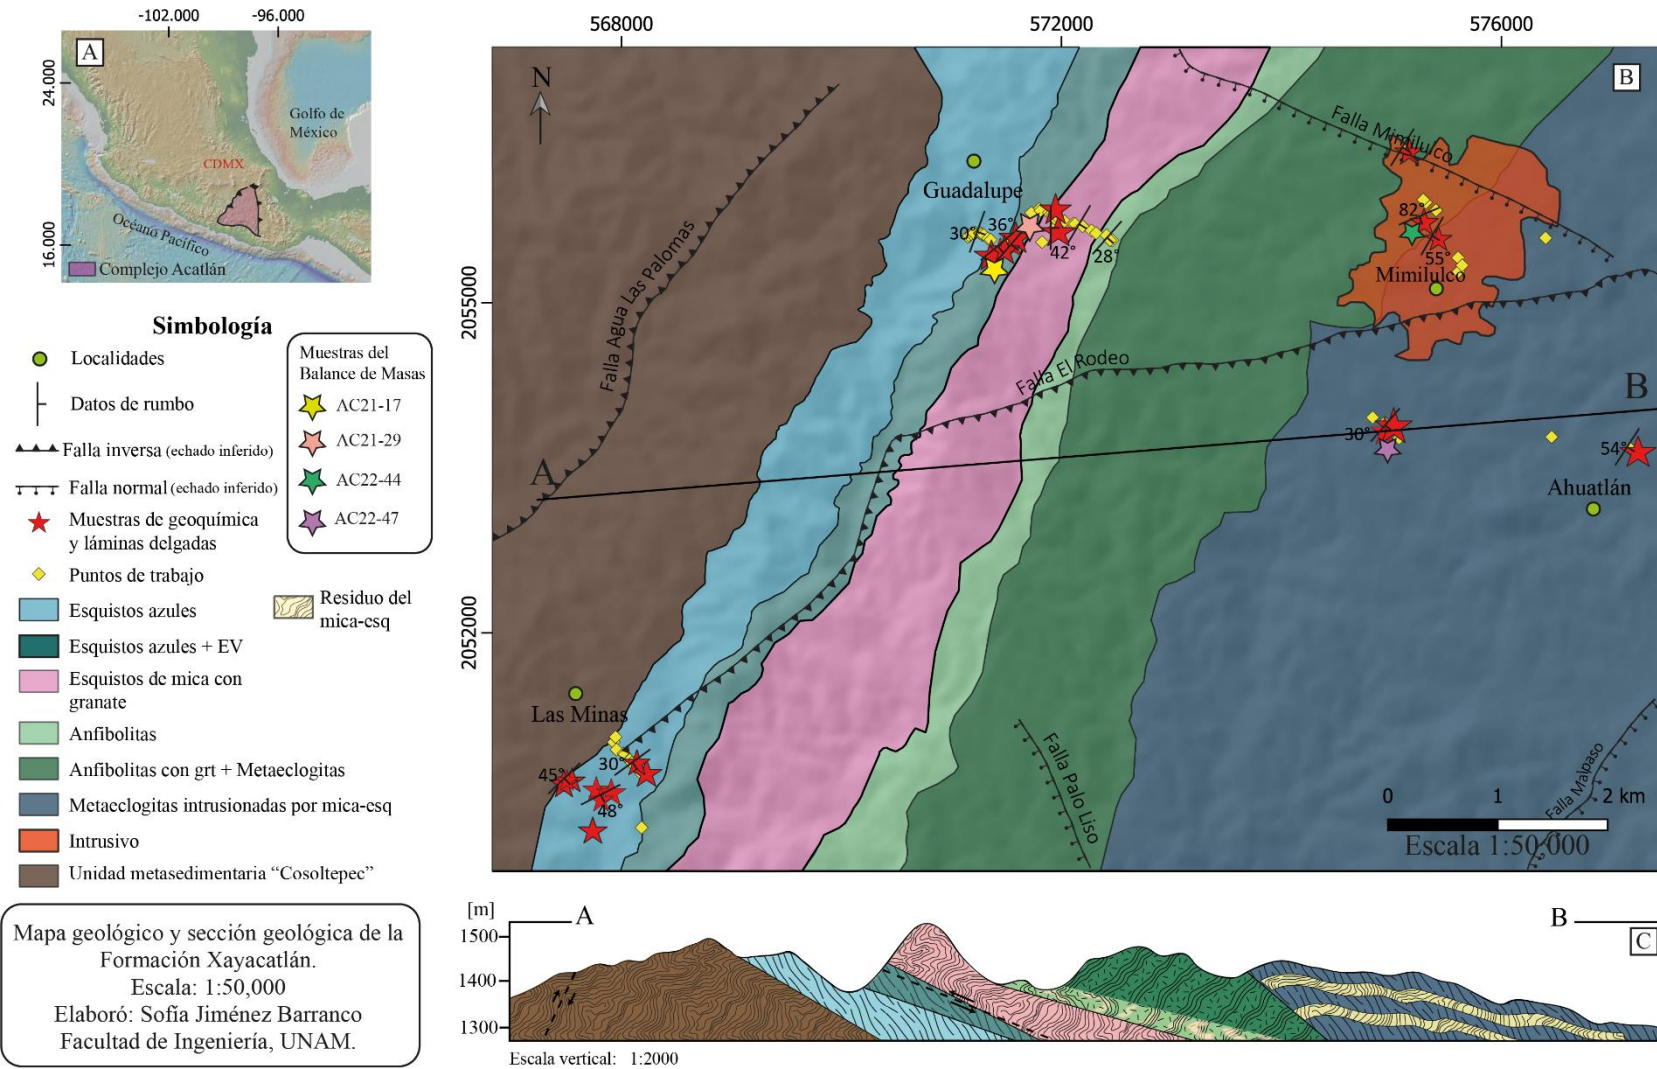 -102.000
-96.000
24.000
16.000
A
Golfo de
México
CDMX
Océano Pacífico
Complejo Acatlán
Simbología
Localidades
Datos de rumbo
Falla inversa (echado inferido)
Falla normal (echado inferido)
Muestras de geoquímica
y láminas delgadas
Puntos de trabajo
Esquistos azules
Esquistos azules + EV
Esquistos de mica con
granate
Anfibolitas
Anfibolitas con grt + Metaeclogitas
Metaeclogitas intrusionadas por mica-esq
Intrusivo
Unidad metasedimentaria “Cosoltepec”
Muestras del
Balance de Masas
AC21-17
AC21-29
AC22-44
AC22-47
Residuo del
mica-esq
Mapa geológico y sección geológica de la
Formación Xayacatlán.
Escala: 1:50,000
Elaboró: Sofía Jiménez Barranco
Facultad de Ingeniería, UNAM.
568000
572000
576000
2055000
2052000
N
B
Falla Agua Las Palomas
Guadalupe
30°
36°
42°
28°
Falla Mimilulco
82°
55°
Mimilulco
Falla El Rodeo
A
B
30°
54°
Ahuatlán
Las Minas
45°
30°
48°
Falla Palo Liso
Falla Malpaso
0
1
2 km
Escala 1:50,000
[m]
1500
1400
1300
A
B
C
Escala vertical: 1:2000